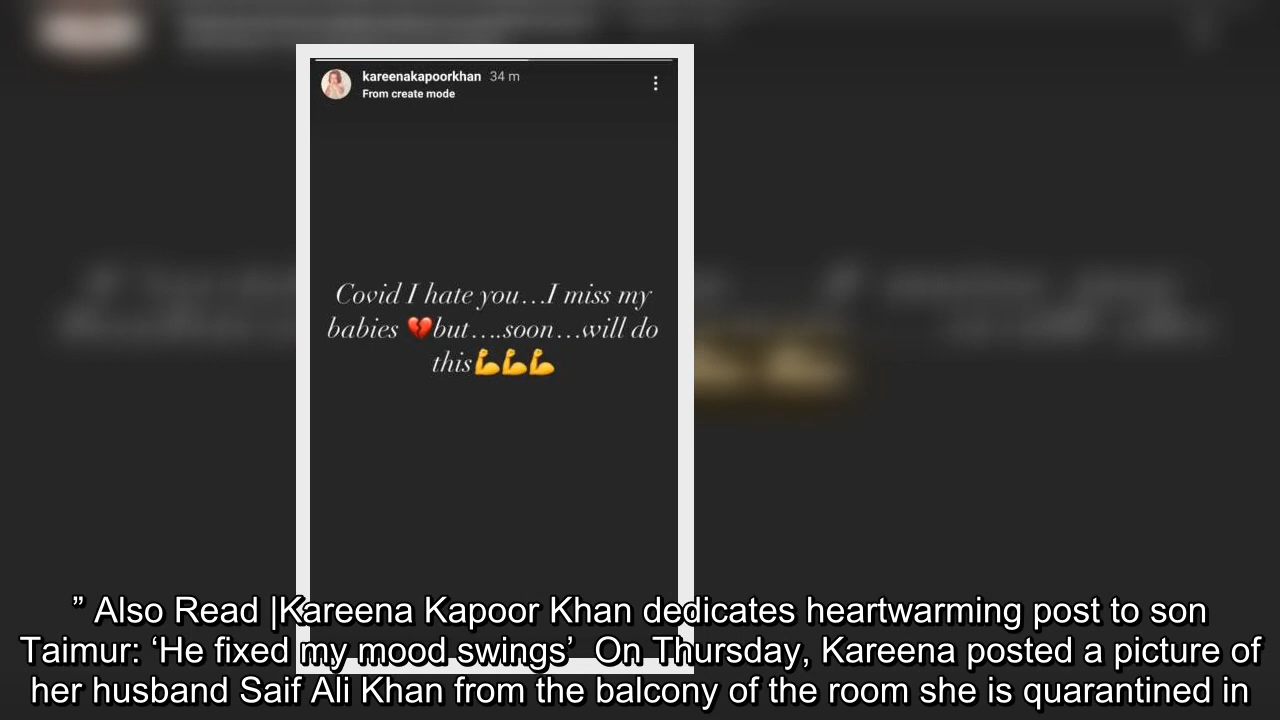 kareenakapoorkhan 34 m
From create mode
Covid I hate you...I miss my
babies 💔but....soon...will do
this💪💪💪
” Also Read |Kareena Kapoor Khan dedicates heartwarming post to son
Taimur: ‘He fixed my mood swings’  On Thursday, Kareena posted a picture of
her husband Saif Ali Khan from the balcony of the room she is quarantined in